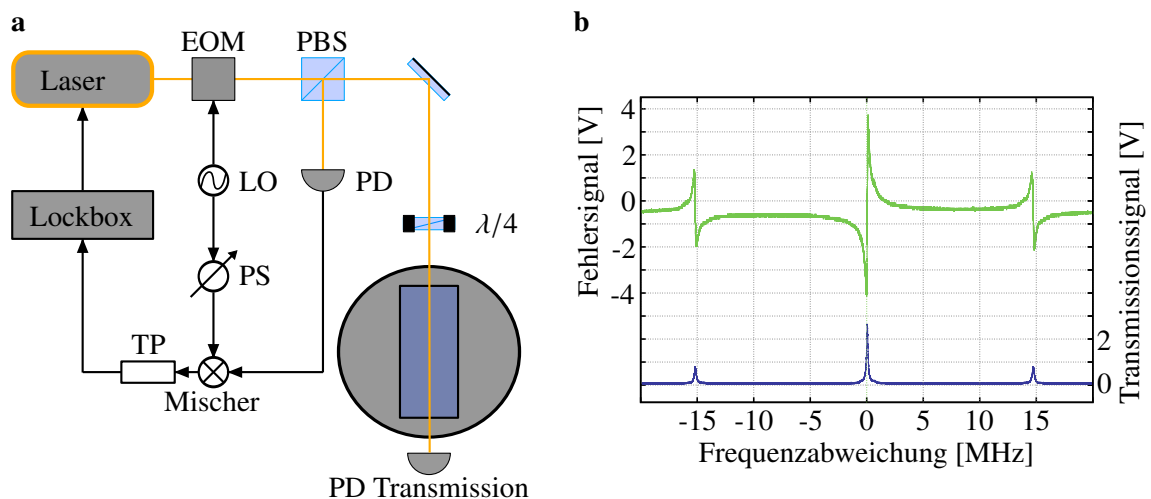 a
EOM
PBS
Laser
LO
PD
Lockbox
λ/4
PS
TP
Mischer
PD Transmission
b
Fehlersignal [V]
4
2
0
-2
-4
2
0
Transmissionssignal [V]
-15 -10 -5 0 5 10 15
Frequenzabweichung [MHz]